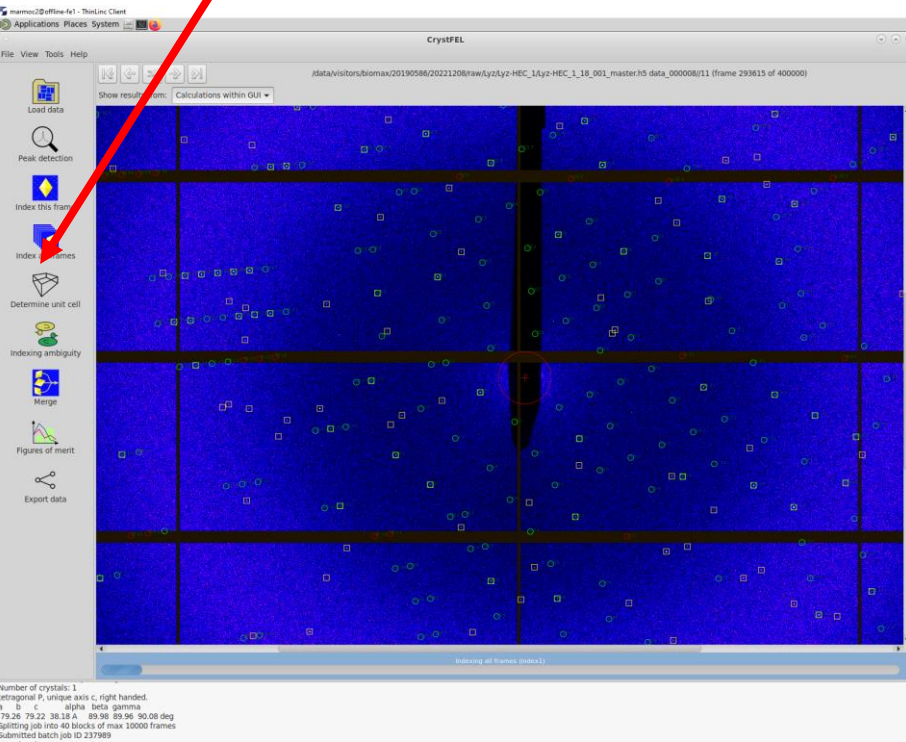 marmoc2@offline-fe1 - ThinLinc Client
Applications Places System
CrystFEL
File View Tools Help
/data/visitors/biomax/20190586/20221208/raw/Lyz/Lyz-HEC_1/Lyz-HEC_1_18_001_master.h5 data_000008//11 (frame 293615 of 400000)
Show results from: Calculations within GUI
Load data
Peak detection
Index this frame
Index all frames
Determine unit cell
Indexing ambiguity
Merge
Figures of merit
Export data
Indexing all frames (index1)
Number of crystals: 1
tetragonal P, unique axis c, right handed.
a b c alpha beta gamma
79.26 79.22 38.18 A 89.98 89.96 90.08 deg
Splitting job into 40 blocks of max 10000 frames
Submitted batch job ID 237989